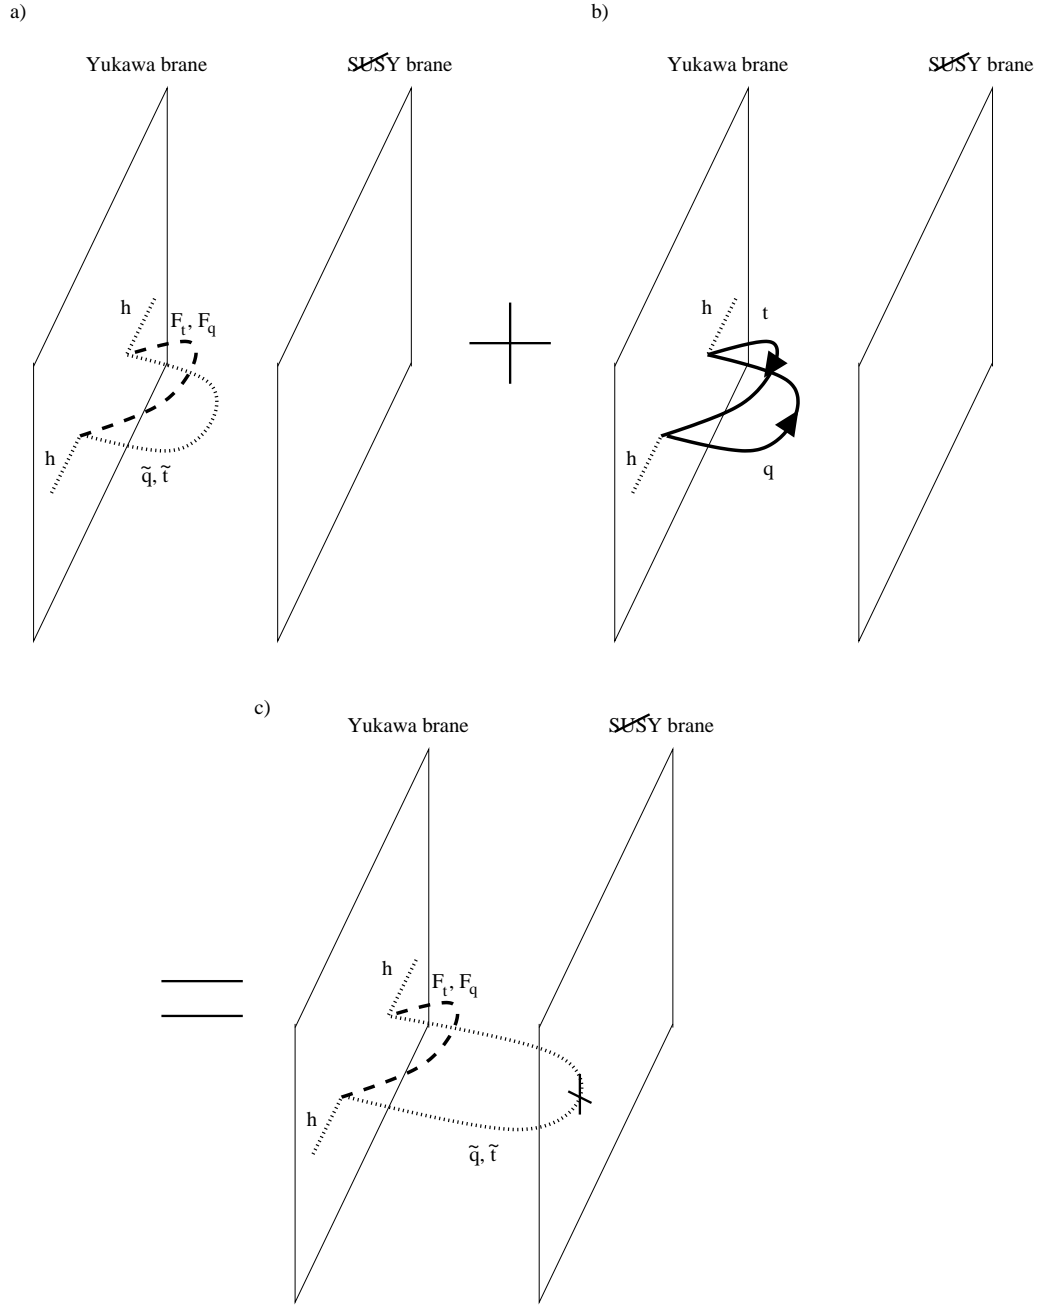 a)
b)
Yukawa brane
SUSY brane
Yukawa brane
SUSY brane
h
F_t, F_q
h
q̃, t̃
h
t
h
q
c)
Yukawa brane
SUSY brane
h
F_t, F_q
h
q̃, t̃